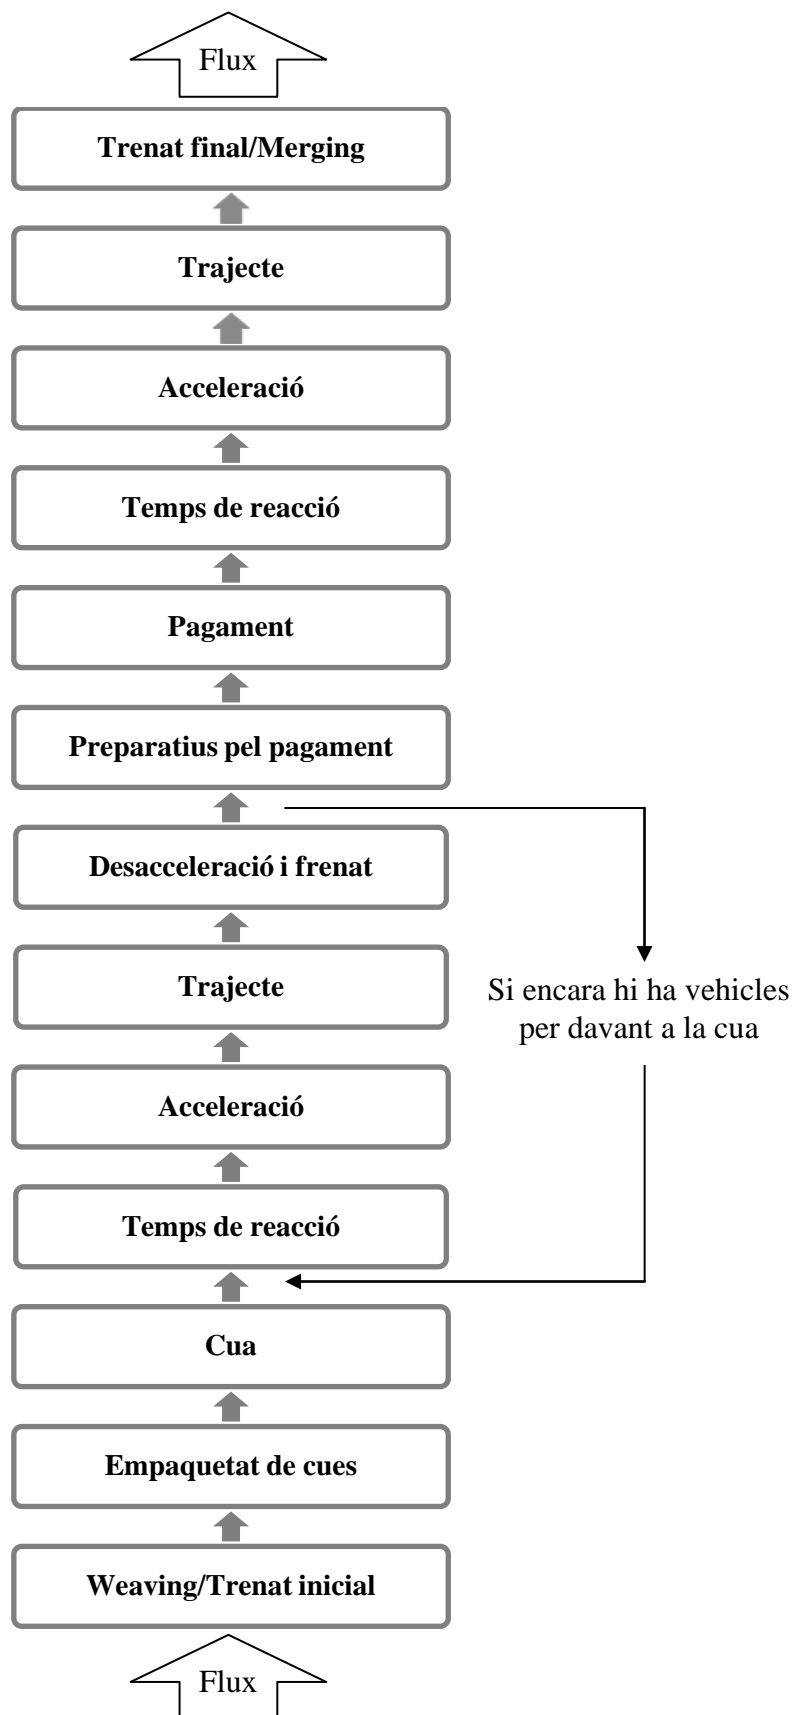 Flux
Trenat final/Merging
Trajecte
Acceleració
Temps de reacció
Pagament
Preparatius pel pagament
Desacceleració i frenat
Trajecte
Si encara hi ha vehicles
per davant a la cua
Acceleració
Temps de reacció
Cua
Empaquetat de cues
Weaving/Trenat inicial
Flux